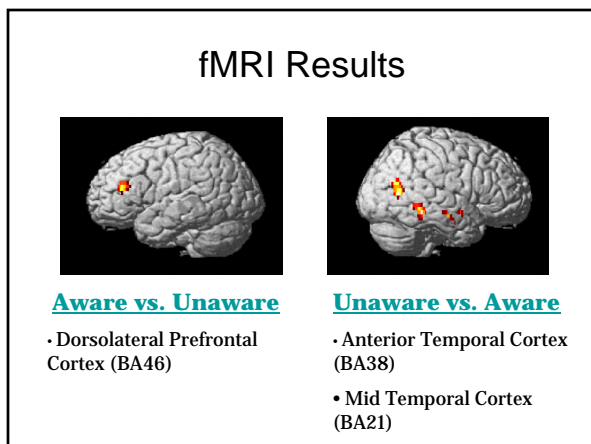 fMRI Results
Aware vs. Unaware
• Dorsolateral Prefrontal
Cortex (BA46)
Unaware vs. Aware
• Anterior Temporal Cortex
(BA38)
• Mid Temporal Cortex
(BA21)